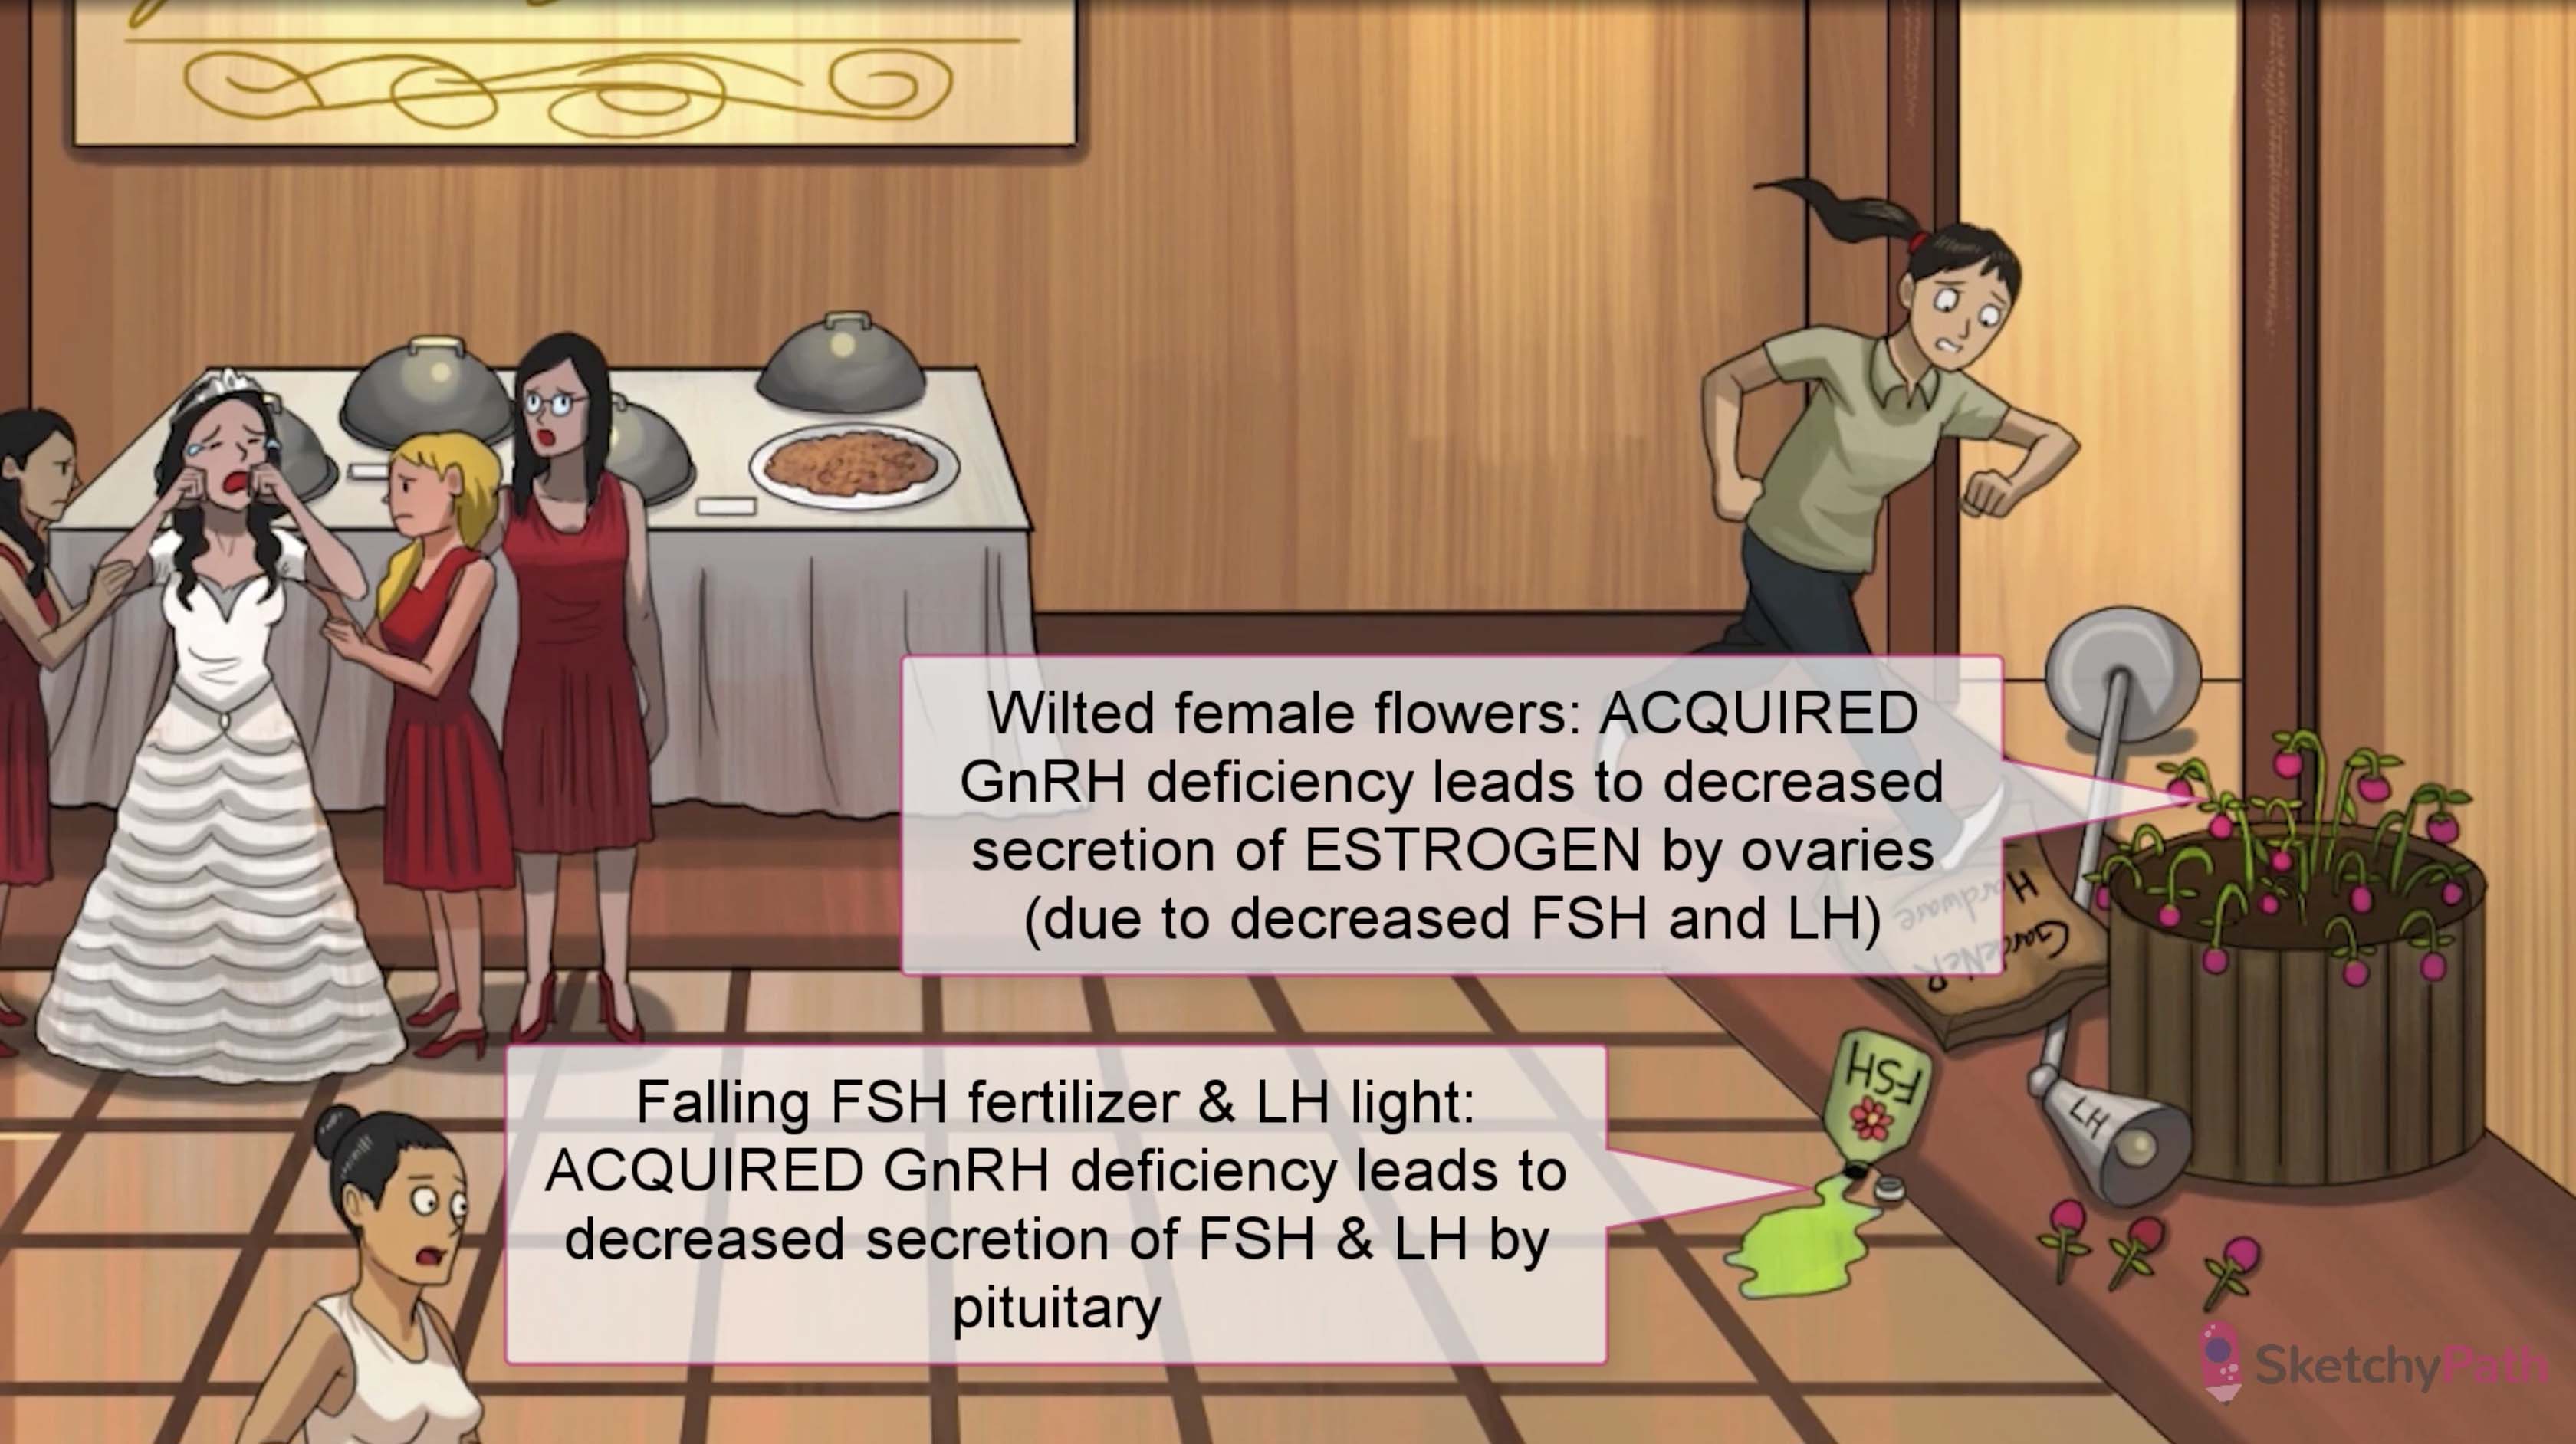 Wilted female flowers: ACQUIRED
GnRH deficiency leads to decreased
secretion of ESTROGEN by ovaries
(due to decreased FSH and LH)
GardeNeR
Hardware
FSH
LH
Falling FSH fertilizer & LH light:
ACQUIRED GnRH deficiency leads to
decreased secretion of FSH & LH by
pituitary
SketchyPath